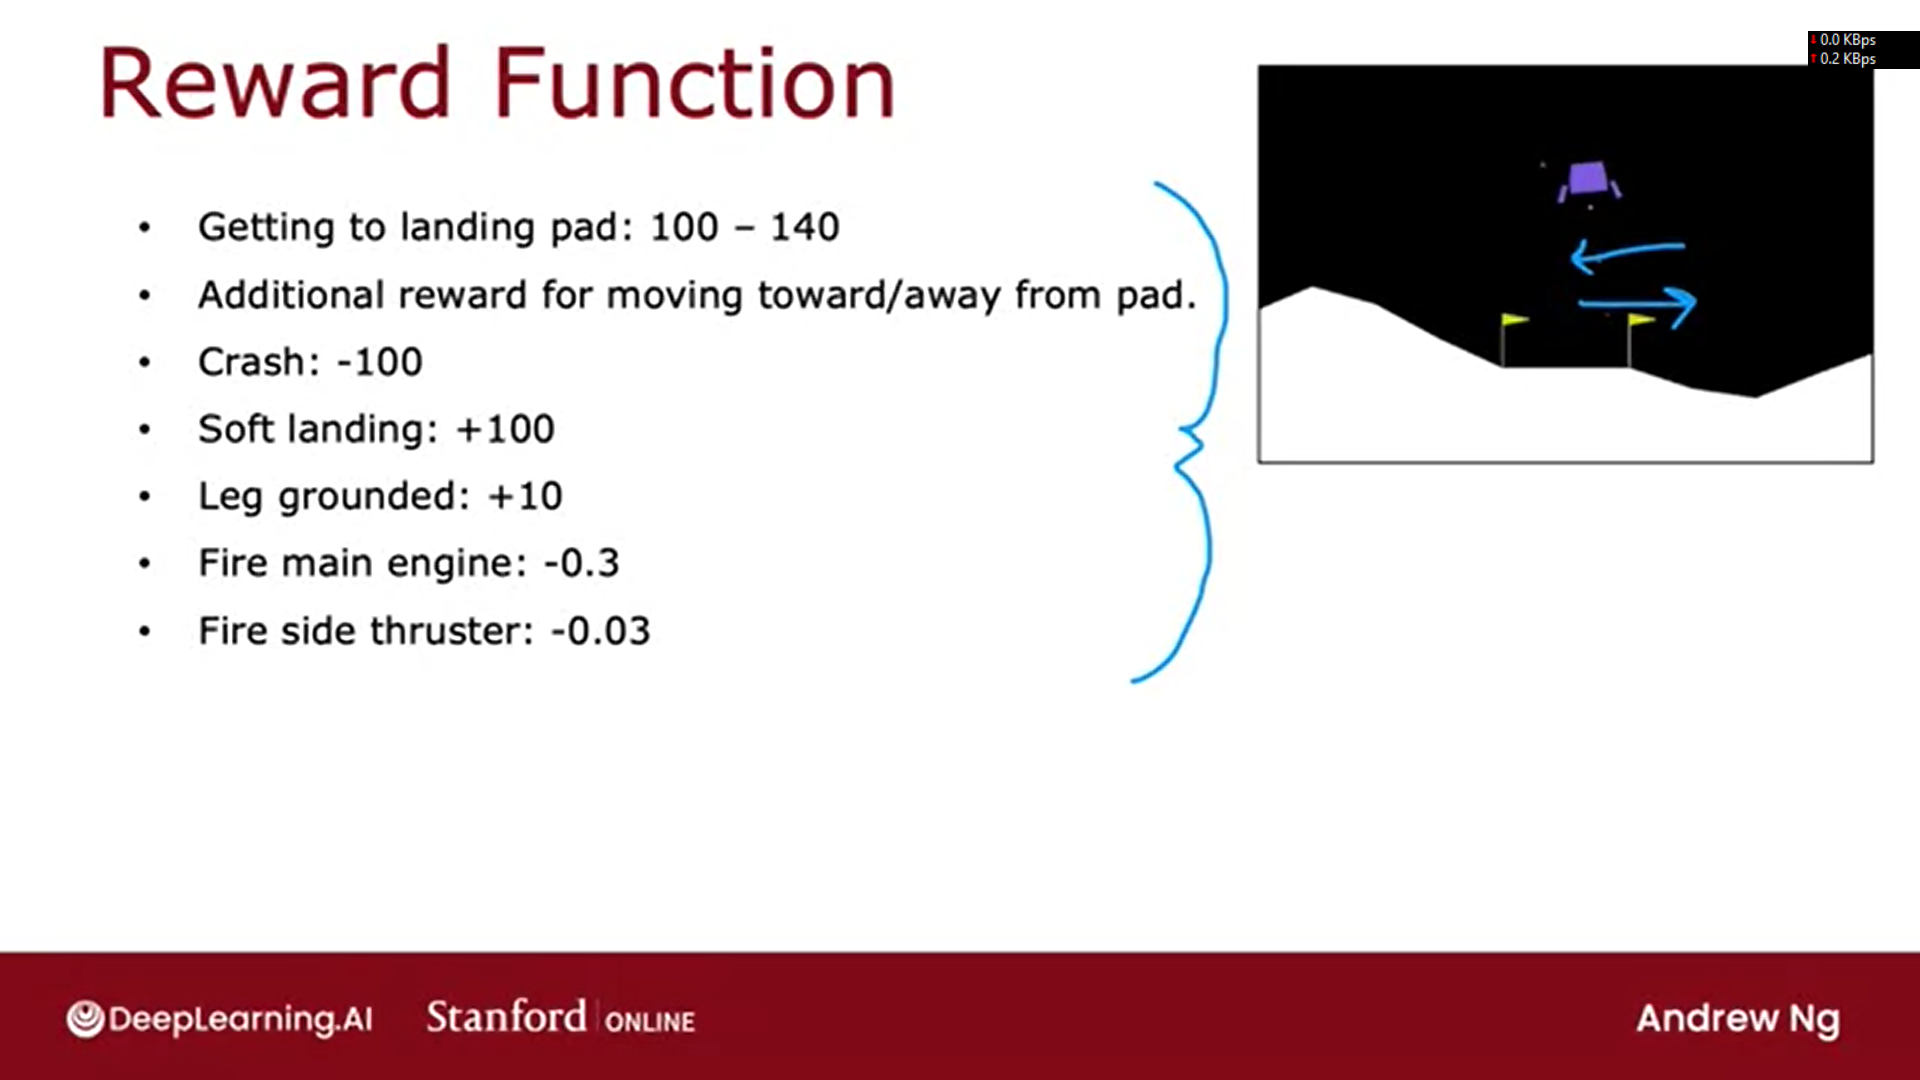 Reward Function
0.0 KBps
0.2 KBps
• Getting to landing pad: 100 – 140
• Additional reward for moving toward/away from pad.
• Crash: -100
• Soft landing: +100
• Leg grounded: +10
• Fire main engine: -0.3
• Fire side thruster: -0.03
DeepLearning.AI Stanford | ONLINE Andrew Ng